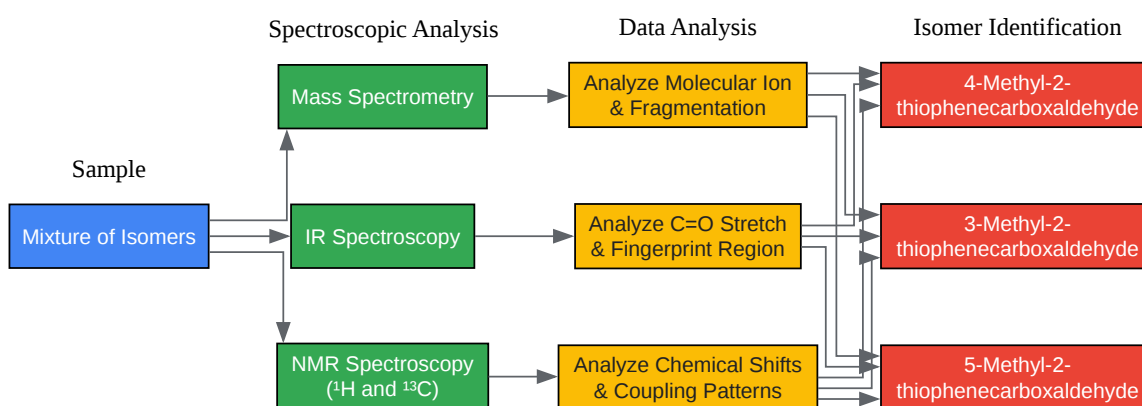 Spectroscopic Analysis
Data Analysis
Isomer Identification
Mass Spectrometry
Analyze Molecular Ion
& Fragmentation
4-Methyl-2-
thiophenecarboxaldehyde
Sample
Mixture of Isomers
IR Spectroscopy
Analyze C=O Stretch
& Fingerprint Region
3-Methyl-2-
thiophenecarboxaldehyde
NMR Spectroscopy
(¹H and ¹³C)
Analyze Chemical Shifts
& Coupling Patterns
5-Methyl-2-
thiophenecarboxaldehyde